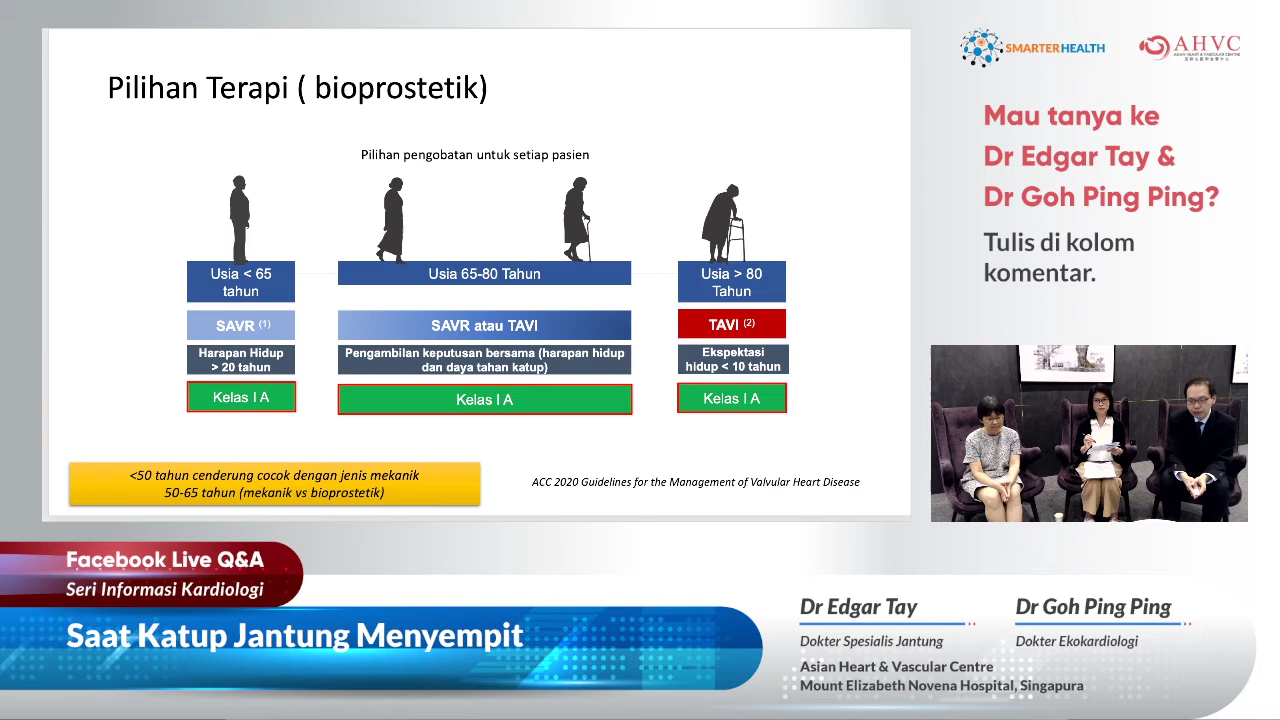 Pilihan Terapi ( bioprostetik)
Pilihan pengobatan untuk setiap pasien
Usia < 65
tahun
Usia 65-80 Tahun
Usia > 80
Tahun
SAVR (1)
SAVR atau TAVI
TAVI (2)
Harapan Hidup
> 20 tahun
Pengambilan keputusan bersama (harapan hidup
dan daya tahan katup)
Ekspektasi
hidup < 10 tahun
Kelas I A
Kelas I A
Kelas I A
<50 tahun cenderung cocok dengan jenis mekanik
50-65 tahun (mekanik vs bioprostetik)
ACC 2020 Guidelines for the Management of Valvular Heart Disease
SMARTERHEALTH
AHVC
ASIAN HEART & VASCULAR CENTRE
Mau tanya ke
Dr Edgar Tay &
Dr Goh Ping Ping?
Tulis di kolom
komentar.
Facebook Live Q&A
Seri Informasi Kardiologi
Saat Katup Jantung Menyempit
Dr Edgar Tay
Dokter Spesialis Jantung
Dr Goh Ping Ping
Dokter Ekokardiologi
Asian Heart & Vascular Centre
Mount Elizabeth Novena Hospital, Singapura